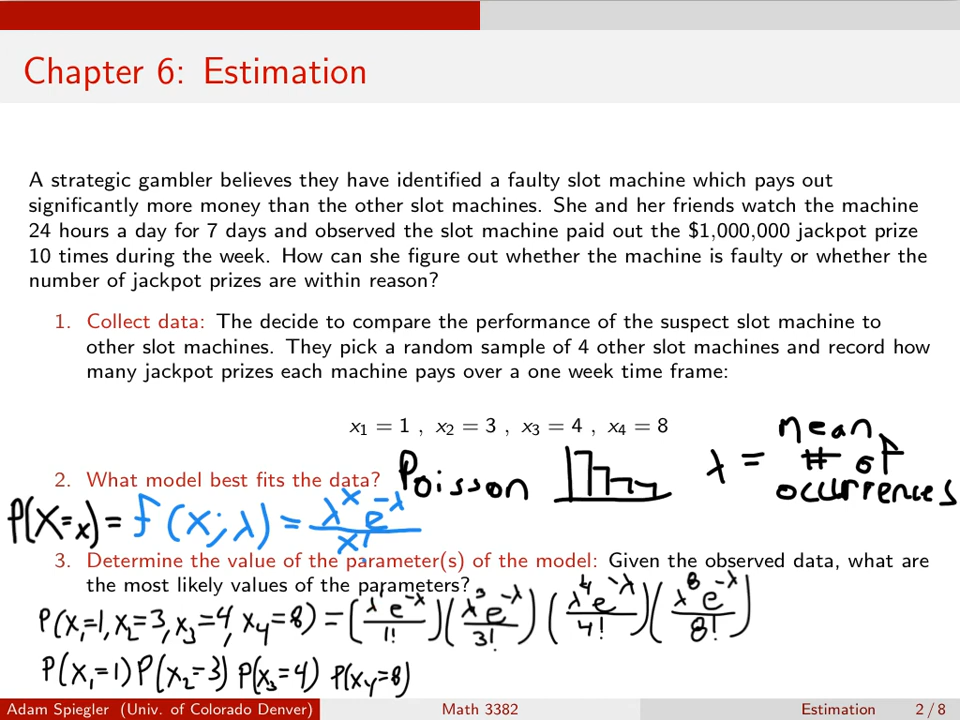 Chapter 6: Estimation
A strategic gambler believes they have identified a faulty slot machine which pays out
significantly more money than the other slot machines. She and her friends watch the machine
24 hours a day for 7 days and observed the slot machine paid out the $1,000,000 jackpot prize
10 times during the week. How can she figure out whether the machine is faulty or whether the
number of jackpot prizes are within reason?
1. Collect data: The decide to compare the performance of the suspect slot machine to
other slot machines. They pick a random sample of 4 other slot machines and record how
many jackpot prizes each machine pays over a one week time frame:
x₁ = 1 , x₂ = 3 , x₃ = 4 , x₄ = 8
2. What model best fits the data? Poisson λ = mean # of occurrences
P(X=x) = f(x; λ) = λ^x e^-λ / x!
3. Determine the value of the parameter(s) of the model: Given the observed data, what are
the most likely values of the parameters?
P(x₁=1, x₂=3, x₃=4, x₄=8) = (λ^1 e^-λ / 1!) (λ^3 e^-λ / 3!) (λ^4 e^-λ / 4!) (λ^8 e^-λ / 8!)
P(x₁=1) P(x₂=3) P(x₃=4) P(x₄=8)
Adam Spiegler (Univ. of Colorado Denver) Math 3382 Estimation 2 / 8